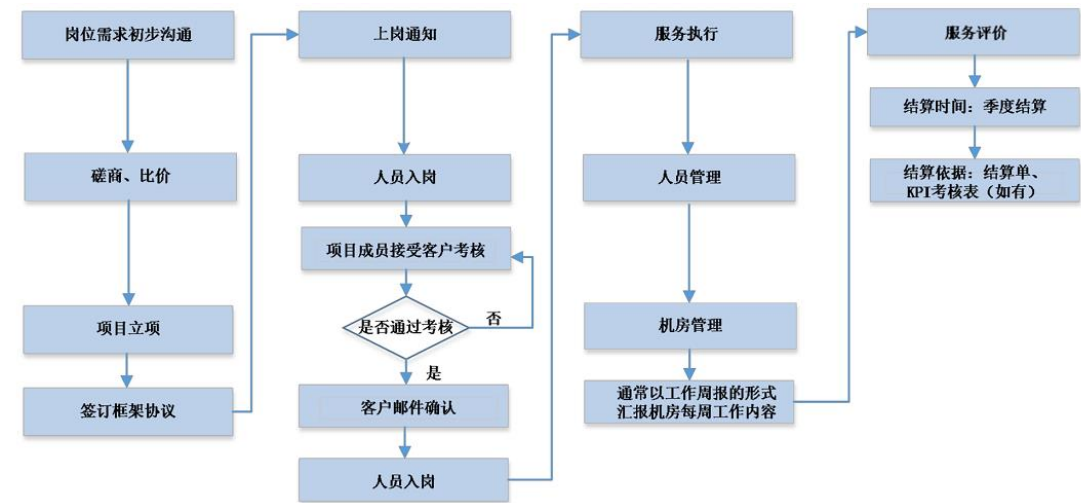 岗位需求初步沟通
磋商、比价
项目立项
签订框架协议
上岗通知
人员入岗
项目成员接受客户考核
是否通过考核
否
是
客户邮件确认
人员入岗
服务执行
人员管理
机房管理
通常以工作周报的形式
汇报机房每周工作内容
服务评价
结算时间：季度结算
结算依据：结算单、
KPI考核表（如有）